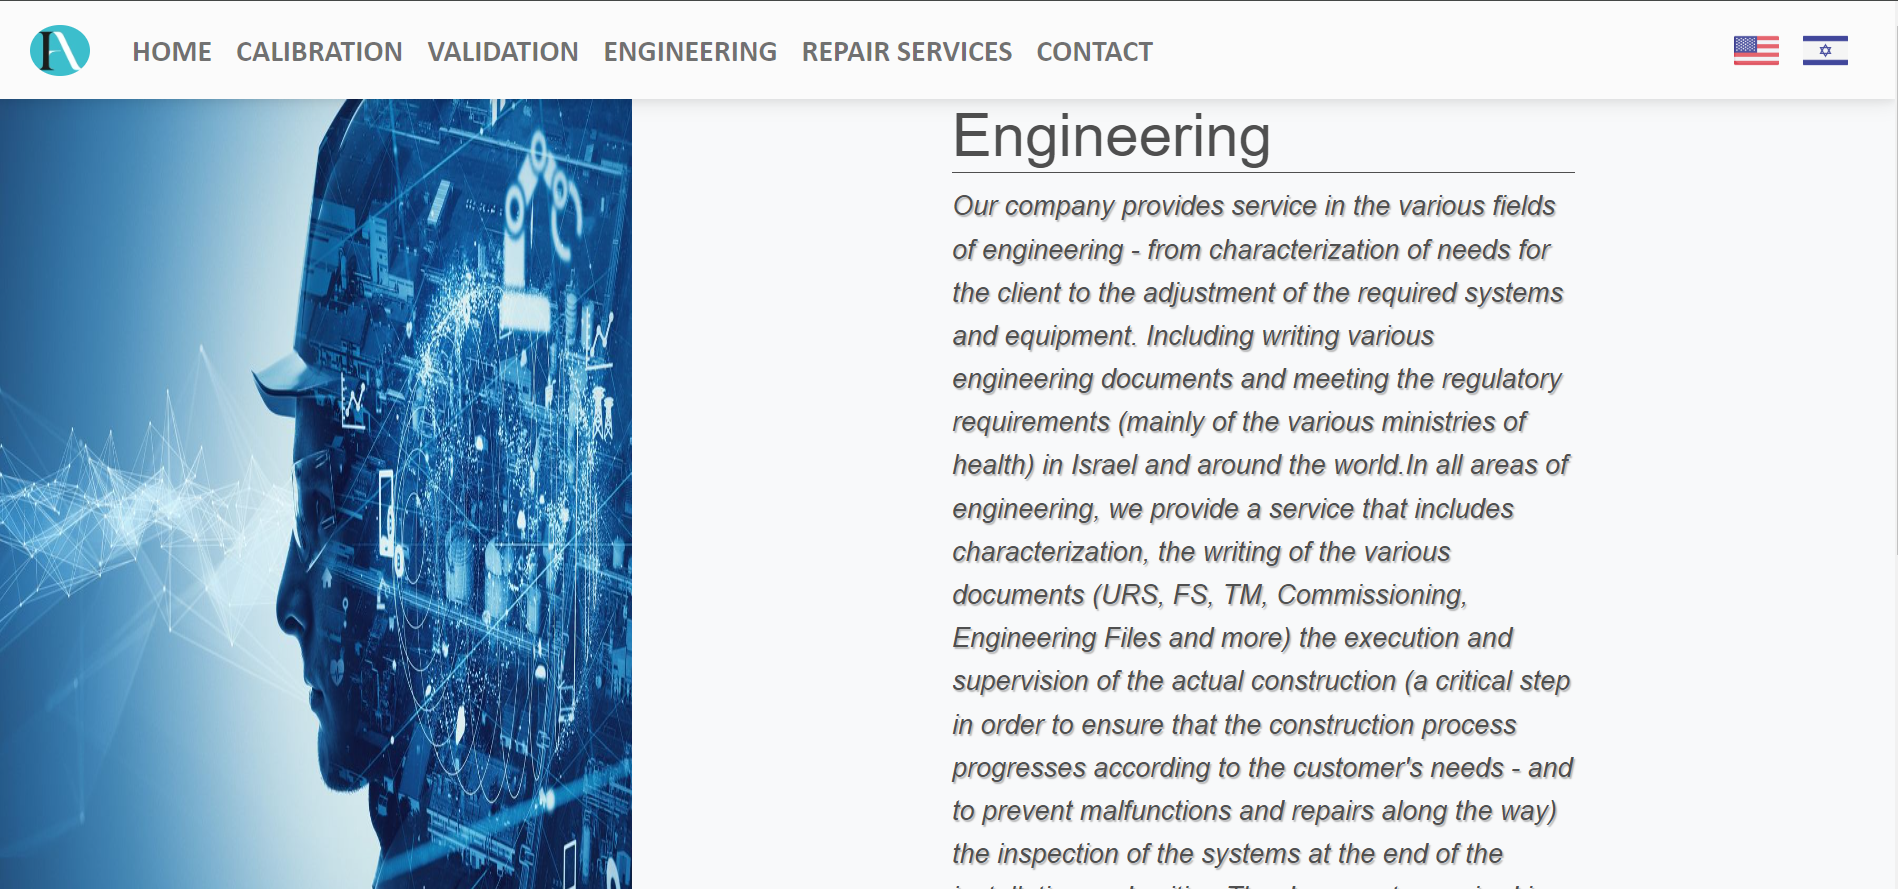 HOME CALIBRATION VALIDATION ENGINEERING REPAIR SERVICES CONTACT
Engineering
Our company provides service in the various fields
of engineering - from characterization of needs for
the client to the adjustment of the required systems
and equipment. Including writing various
engineering documents and meeting the regulatory
requirements (mainly of the various ministries of
health) in Israel and around the world.In all areas of
engineering, we provide a service that includes
characterization, the writing of the various
documents (URS, FS, TM, Commissioning,
Engineering Files and more) the execution and
supervision of the actual construction (a critical step
in order to ensure that the construction process
progresses according to the customer's needs - and
to prevent malfunctions and repairs along the way)
the inspection of the systems at the end of the